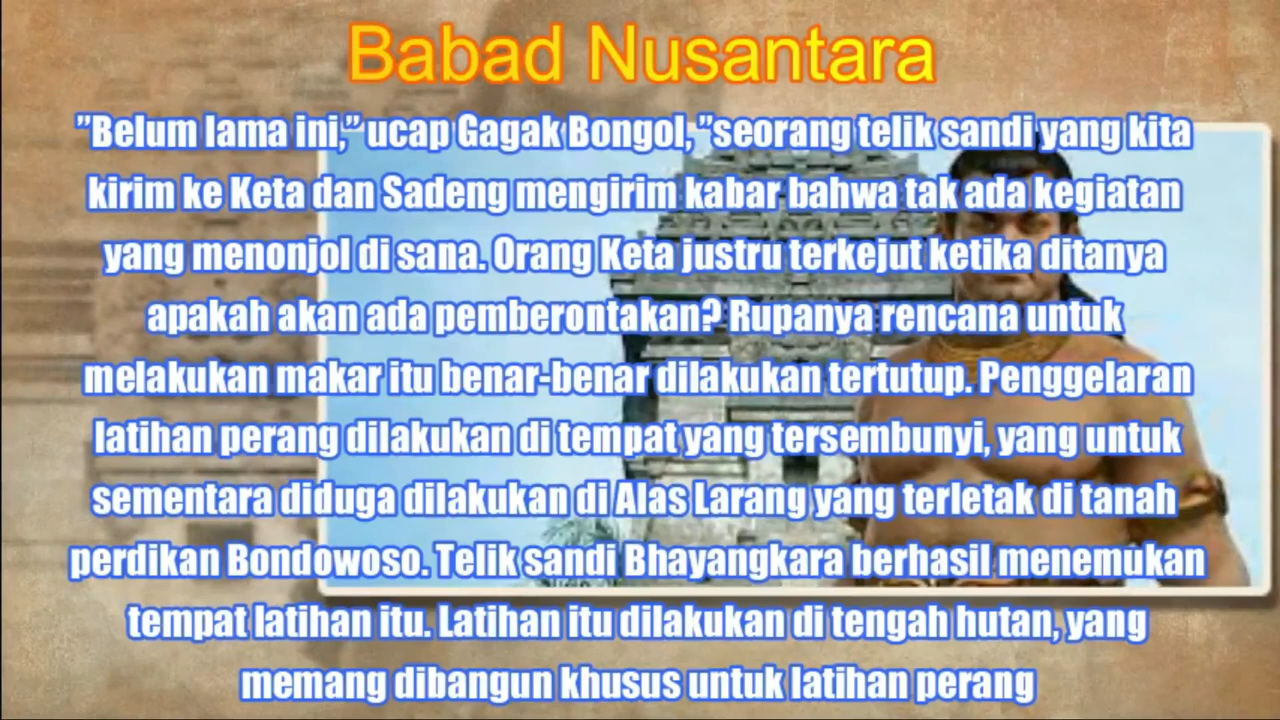 Babad Nusantara
”Belum lama ini,” ucap Gagak Bongol, ”seorang telik sandi yang kita
kirim ke Keta dan Sadeng mengirim kabar bahwa tak ada kegiatan
yang menonjol di sana. Orang Keta justru terkejut ketika ditanya
apakah akan ada pemberontakan? Rupanya rencana untuk
melakukan makar itu benar-benar dilakukan tertutup. Penggelaran
latihan perang dilakukan di tempat yang tersembunyi, yang untuk
sementara diduga dilakukan di Alas Larang yang terletak di tanah
perdikan Bondowoso. Telik sandi Bhayangkara berhasil menemukan
tempat latihan itu. Latihan itu dilakukan di tengah hutan, yang
memang dibangun khusus untuk latihan perang